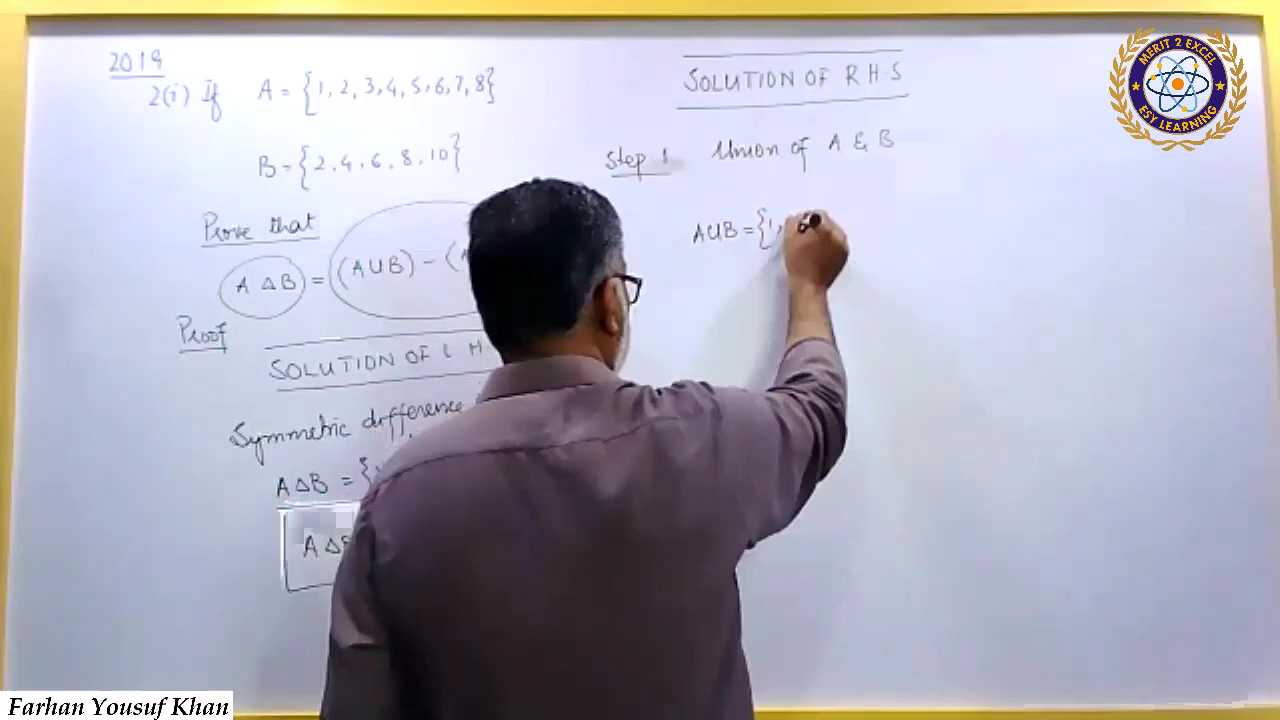 2019
2(i) If A = {1, 2, 3, 4, 5, 6, 7, 8}
B = {2, 4, 6, 8, 10}
Prove that
A Δ B = (A ∪ B) – (
Proof
SOLUTION OF L H
Symmetric difference
A Δ B = {
A Δ
SOLUTION OF R H S
Step 1 Union of A & B
A ∪ B = {1,
MERIT 2 EXCEL
ESY LEARNING
Farhan Yousuf Khan